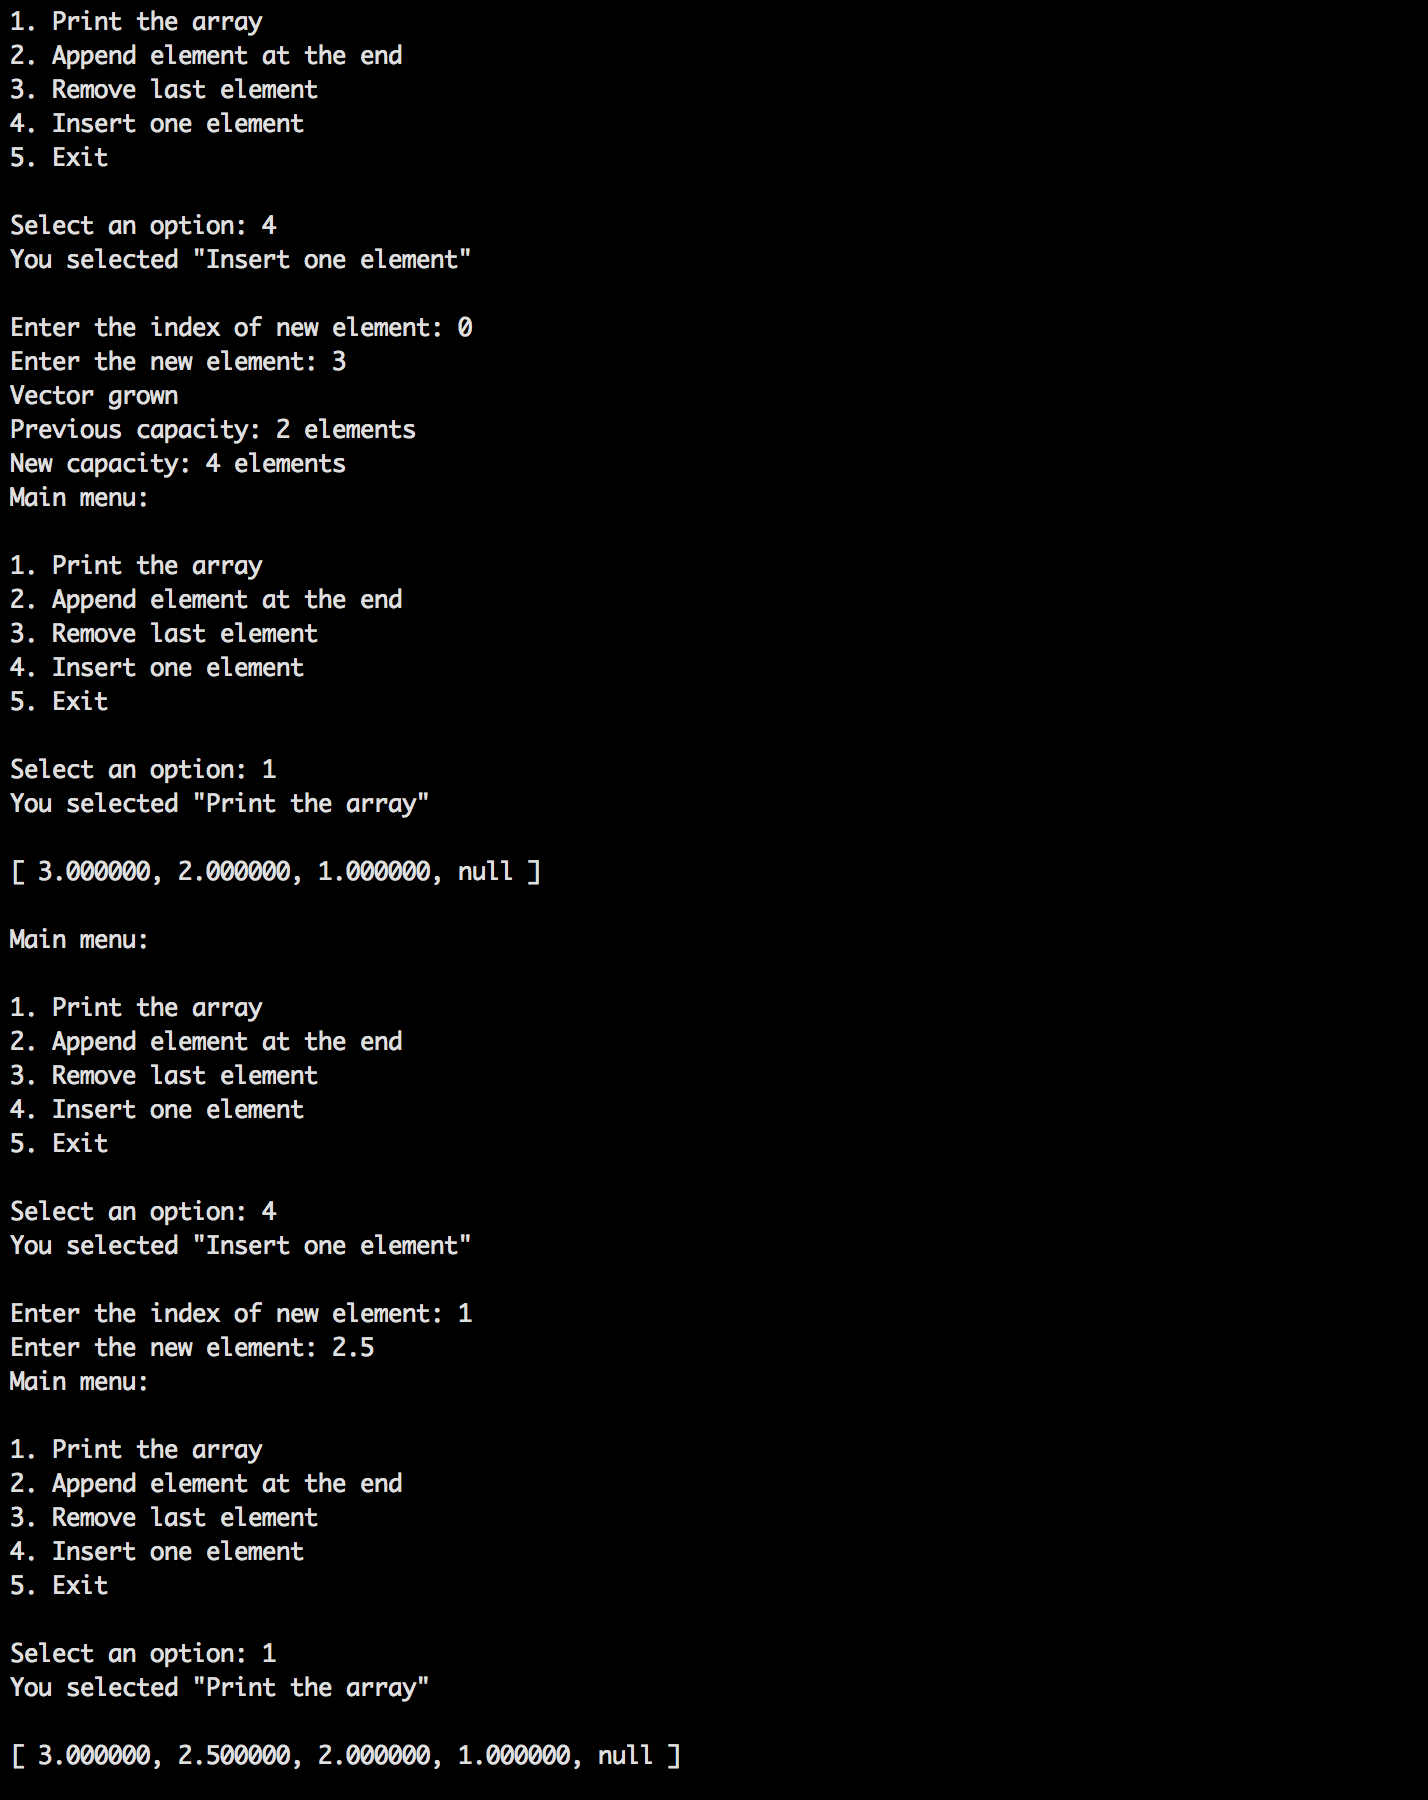 1. Print the array
2. Append element at the end
3. Remove last element
4. Insert one element
5. Exit
Select an option: 4
You selected "Insert one element"
Enter the index of new element: 0
Enter the new element: 3
Vector grown
Previous capacity: 2 elements
New capacity: 4 elements
Main menu:
1. Print the array
2. Append element at the end
3. Remove last element
4. Insert one element
5. Exit
Select an option: 1
You selected "Print the array"
[ 3.000000, 2.000000, 1.000000, null ]
Main menu:
1. Print the array
2. Append element at the end
3. Remove last element
4. Insert one element
5. Exit
Select an option: 4
You selected "Insert one element"
Enter the index of new element: 1
Enter the new element: 2.5
Main menu:
1. Print the array
2. Append element at the end
3. Remove last element
4. Insert one element
5. Exit
Select an option: 1
You selected "Print the array"
[ 3.000000, 2.500000, 2.000000, 1.000000, null ]